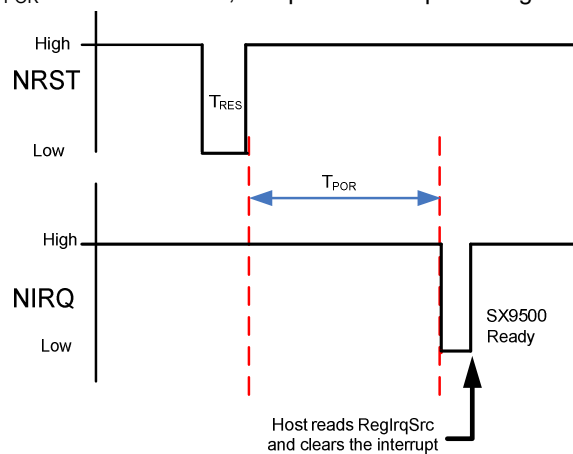 High
NRST
TRES
Low
TPOR
High
NIRQ
SX9500
Ready
Low
Host reads RegIrqSrc
and clears the interrupt